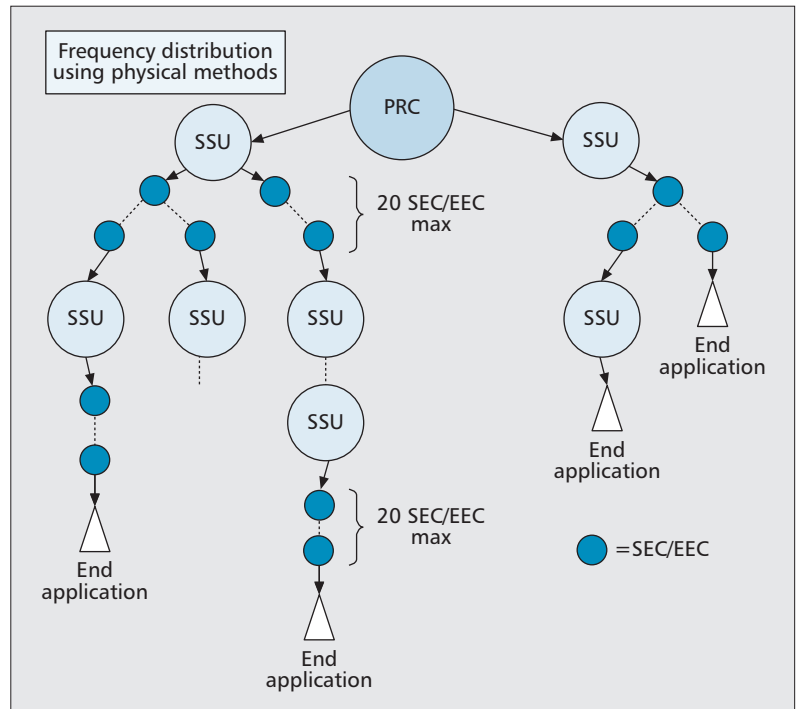 Frequency distribution
using physical methods
PRC
SSU
SSU
20 SEC/EEC
max
SSU
SSU
SSU
SSU
End
application
SSU
End
application
20 SEC/EEC
max
=SEC/EEC
End
application
End
application